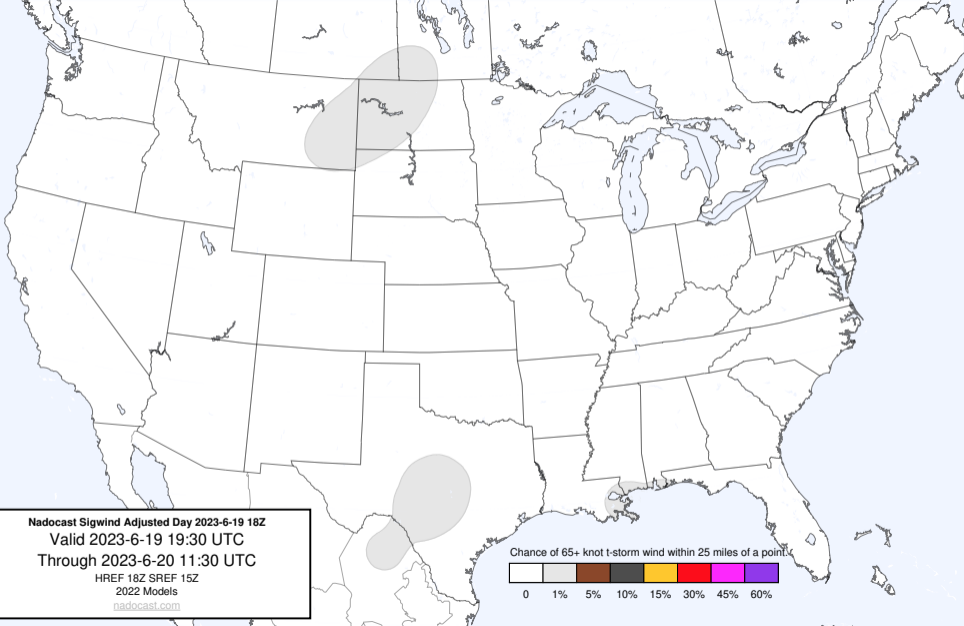 Nadocast Sigwind Adjusted Day 2023-6-19 18Z
Valid 2023-6-19 19:30 UTC
Through 2023-6-20 11:30 UTC
HREF 18Z SREF 15Z
2022 Models
nadocast.com
Chance of 65+ knot t-storm wind within 25 miles of a point.
0 1% 5% 10% 15% 30% 45% 60%